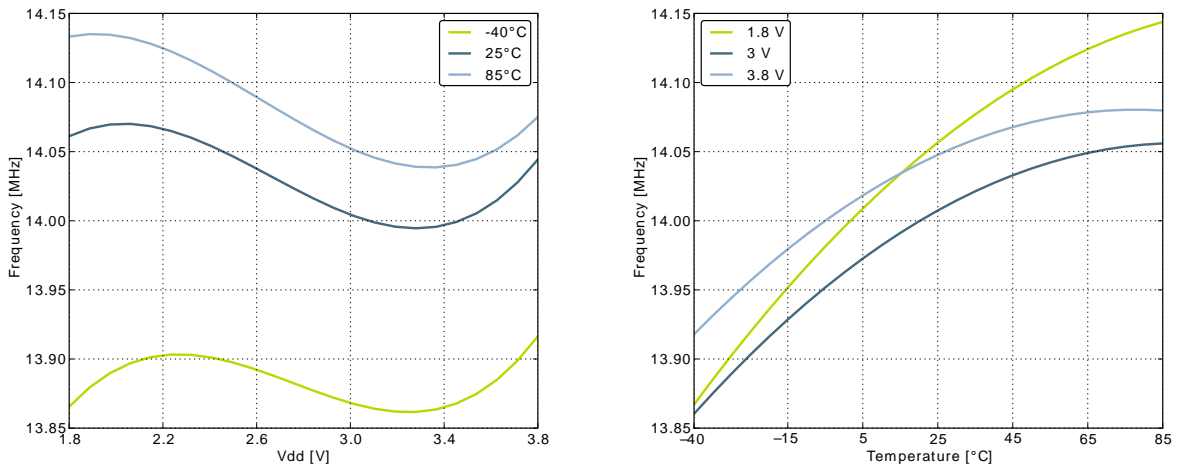 14.15
14.10
14.05
14.00
13.95
13.90
13.85
Frequency [MHz]
1.8 2.2 2.6 3.0 3.4 3.8
Vdd [V]
-40°C
25°C
85°C
14.15
14.10
14.05
14.00
13.95
13.90
13.85
Frequency [MHz]
–40 –15 5 25 45 65 85
Temperature [°C]
1.8 V
3 V
3.8 V